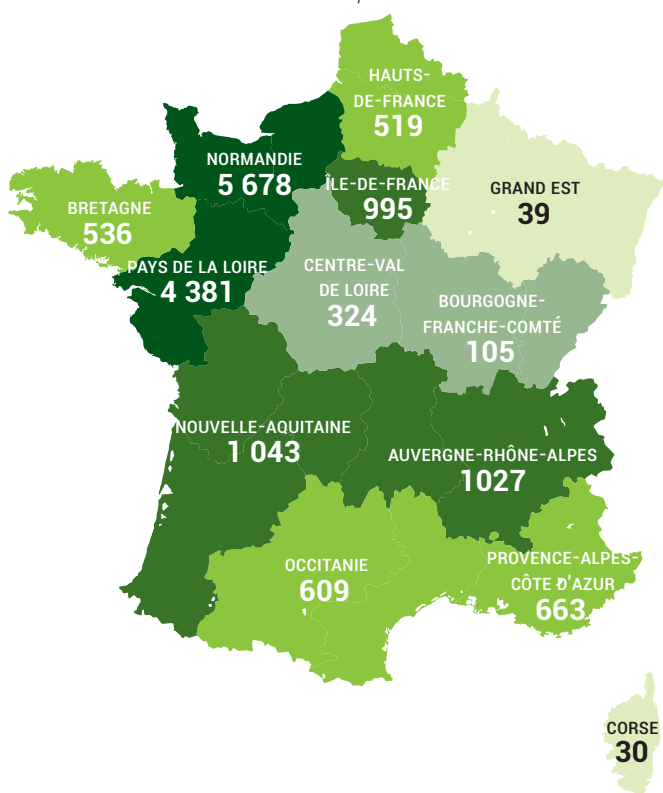 HAUTS-
DE-FRANCE
519
NORMANDIE
5 678
ÎLE-DE-FRANCE
995
GRAND EST
39
BRETAGNE
536
PAYS DE LA LOIRE
4 381
CENTRE-VAL
DE LOIRE
324
BOURGOGNE-
FRANCHE-COMTÉ
105
NOUVELLE-AQUITAINE
1 043
AUVERGNE-RHÔNE-ALPES
1027
OCCITANIE
609
PROVENCE-ALPES-
CÔTE D'AZUR
663
CORSE
30